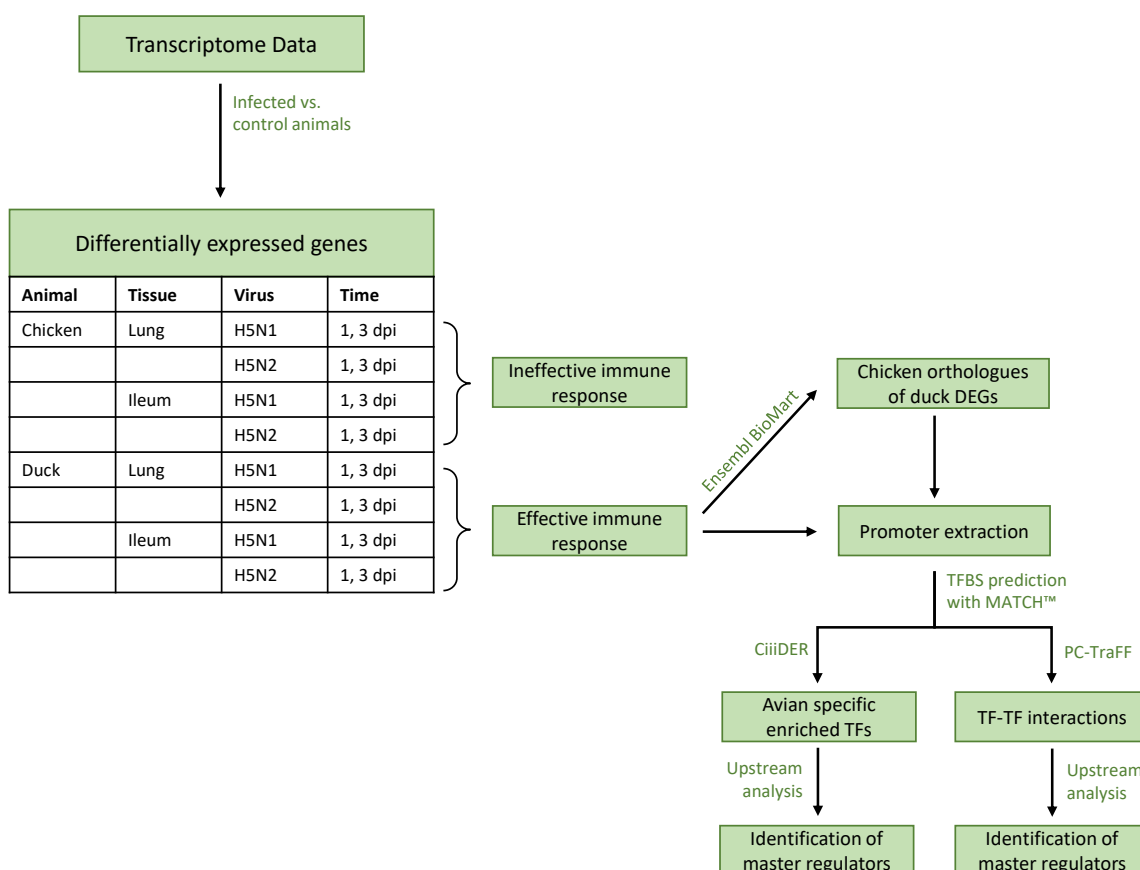 Transcriptome Data
Infected vs.
control animals
Differentially expressed genes
Animal Tissue Virus Time
Chicken Lung H5N1 1, 3 dpi
H5N2 1, 3 dpi
Ileum H5N1 1, 3 dpi
H5N2 1, 3 dpi
Duck Lung H5N1 1, 3 dpi
H5N2 1, 3 dpi
Ileum H5N1 1, 3 dpi
H5N2 1, 3 dpi
Ineffective immune
response
Effective immune
response
Ensembl BioMart
Chicken orthologues
of duck DEGs
Promoter extraction
TFBS prediction
with MATCH™
CiiiDER
PC-TraFF
Avian specific
enriched TFs
TF-TF interactions
Upstream
analysis
Upstream
analysis
Identification of
master regulators
Identification of
master regulators